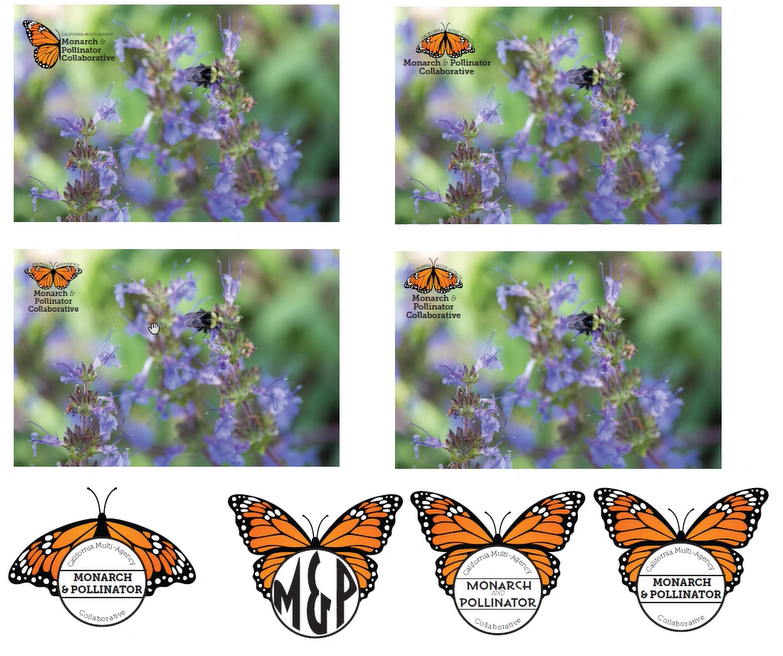 CALIFORNIA MULTI-AGENCY
Monarch &
Pollinator
Collaborative
Monarch & Pollinator
Collaborative
Monarch &
Pollinator
Collaborative
Monarch &
Pollinator
Collaborative
California Multi-Agency
MONARCH
& POLLINATOR
Collaborative
M&P
California Multi-Agency
MONARCH
AND
POLLINATOR
Collaborative
California Multi-Agency
MONARCH
& POLLINATOR
Collaborative